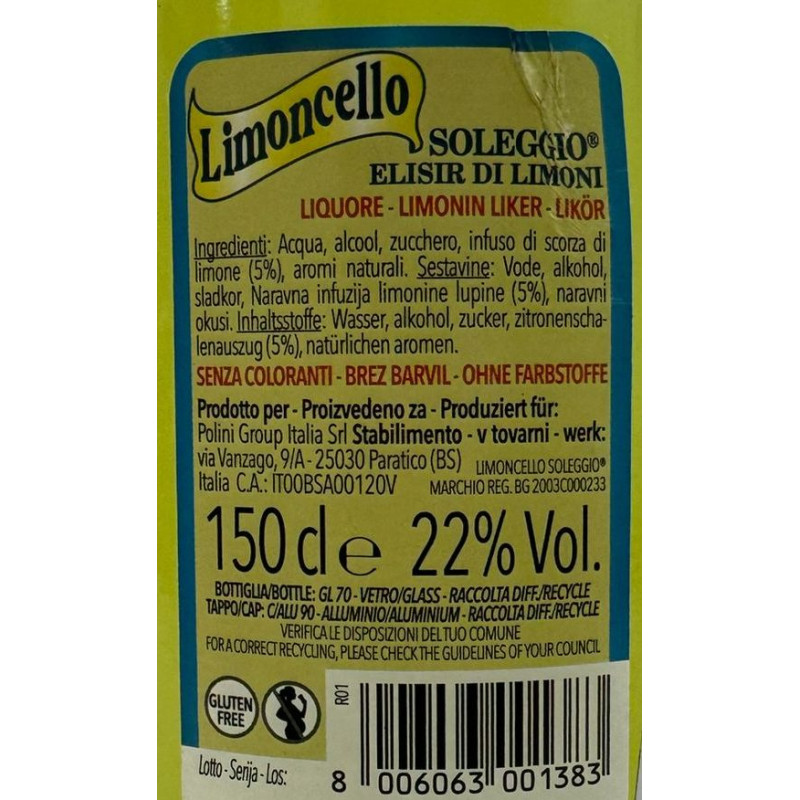 Limoncello
SOLEGGIO®
ELISIR DI LIMONI
LIQUORE - LIMONIN LIKER - LIKÖR
Ingredienti: Acqua, alcool, zucchero, infuso di scorza di
limone (5%), aromi naturali. Sestavine: Vode, alkohol,
sladkor, Naravna infuzija limonine lupine (5%), naravni
okusi. Inhaltsstoffe: Wasser, alkohol, zucker, zitronenscha-
lenauszug (5%), natürlichen aromen.
SENZA COLORANTI - BREZ BARVIL - OHNE FARBSTOFFE
Prodotto per - Proizvedeno za - Produziert für:
Polini Group Italia Srl Stabilimento - v tovarni - werk:
via Vanzago, 9/A - 25030 Paratico (BS)
Italia C.A.: IT00BSA00120V
LIMONCELLO SOLEGGIO®
MARCHIO REG. BG 2003C000233
150 cl e 22% Vol.
BOTTIGLIA/BOTTLE: GL 70 - VETRO/GLASS - RACCOLTA DIFF./RECYCLE
TAPPO/CAP: C/ALU 90 - ALLUMINIO/ALUMINIUM - RACCOLTA DIFF./RECYCLE
VERIFICA LE DISPOSIZIONI DEL TUO COMUNE
FOR A CORRECT RECYCLING, PLEASE CHECK THE GUIDELINES OF YOUR COUNCIL
GLUTEN
FREE
R01
Lotto - Serija - Los:
8 006063 001383